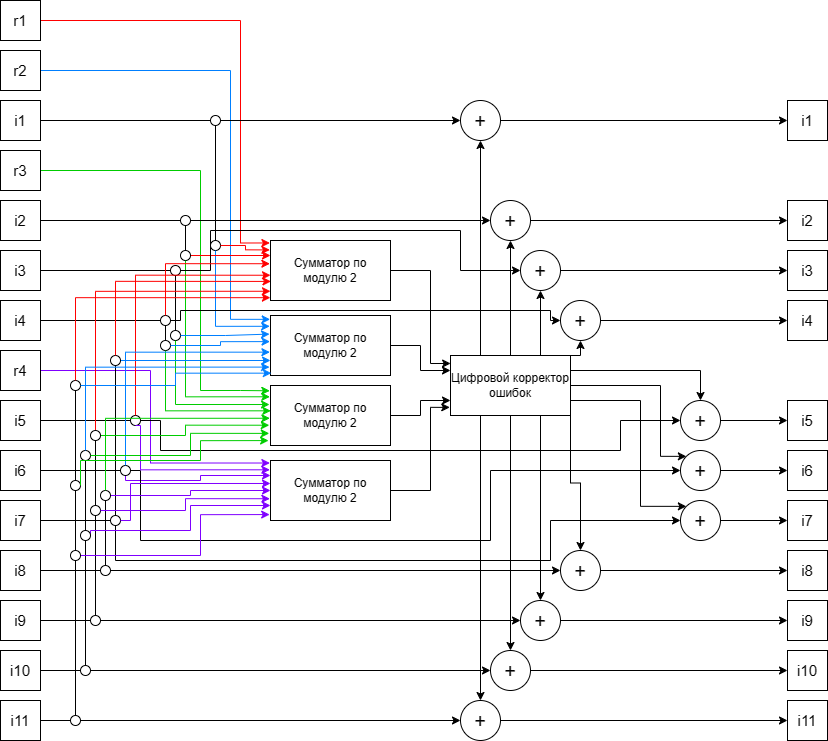 r1
r2
i1
+
i1
r3
i2
+
i2
i3
Сумматор по
модулю 2
+
i3
i4
+
i4
Сумматор по
модулю 2
r4
Цифровой корректор
ошибок
i5
Сумматор по
модулю 2
+
i5
i6
+
i6
Сумматор по
модулю 2
i7
+
i7
i8
+
i8
i9
+
i9
i10
+
i10
i11
+
i11